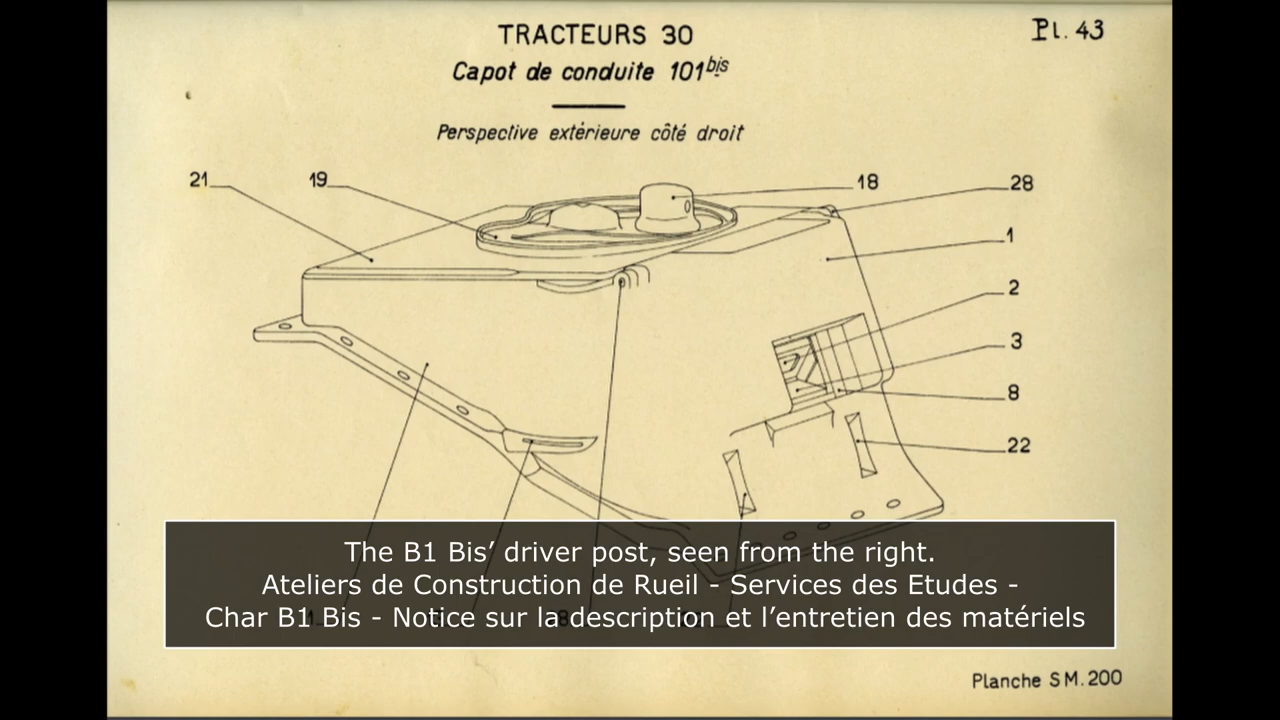 TRACTEURS 30
Pl. 43
Capot de conduite 101bis
Perspective extérieure côté droit
21
19
18
28
1
2
3
8
22
The B1 Bis’ driver post, seen from the right.
Ateliers de Construction de Rueil - Services des Etudes -
Char B1 Bis - Notice sur la description et l’entretien des matériels
Planche SM. 200